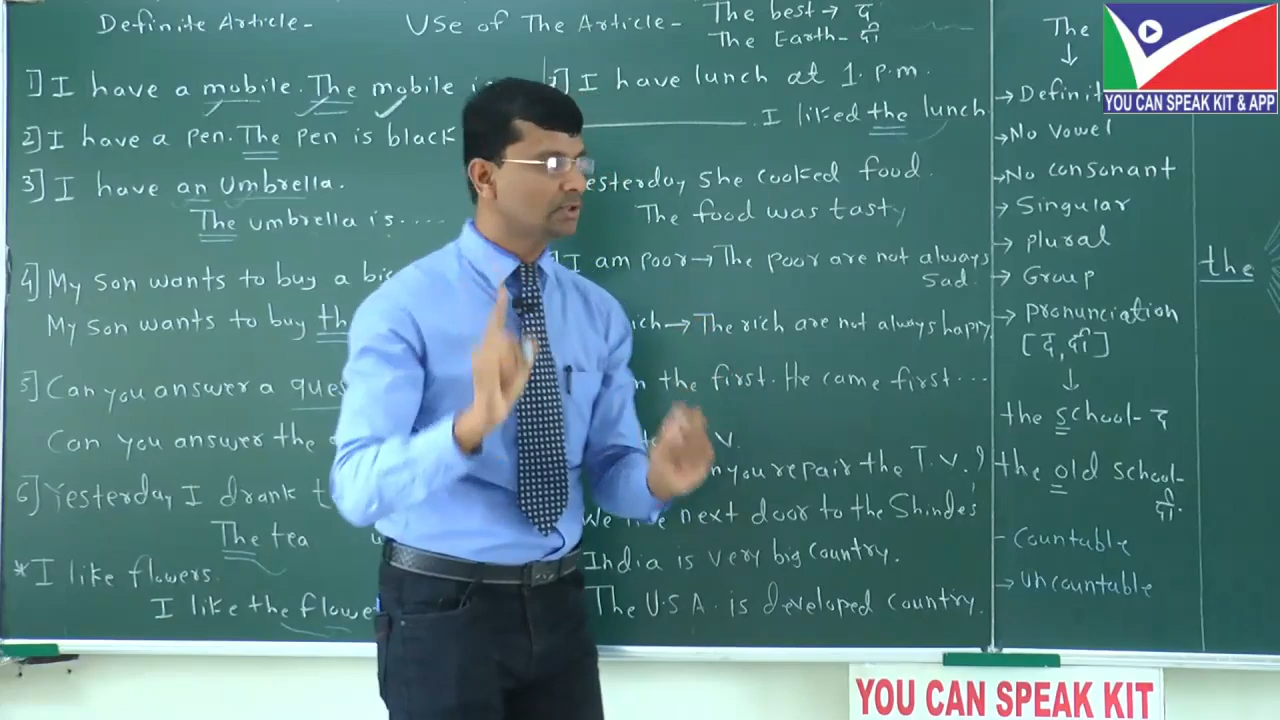 Definite Article-
Use of The Article-
The best → द
The Earth- दी
1] I have a mobile. The mobile
2] I have a pen. The pen is black
3] I have an umbrella.
The umbrella is....
4] My son wants to buy a
My son wants to buy
5] Can you answer a
Can you answer the
6] Yesterday I drank
The tea
*I like flowers.
I like the
I have lunch at 1. p.m.
. I liked the lunch
she cooked food.
The food was tasty
I am poor → The poor are not always
sad.
→ The rich are not always happy
the first. He came first...
V.
you repair the T.V.?
next door to the Shindes
India is very big country.
The U.S.A. is developed country.
The
↓
→
→ No vowel
→ No consonant
→ Singular
→ plural
→ Group
→ pronunciation
[द, दी]
↓
the school- द
the old school-
दी.
- Countable
→ uncountable
the
YOU CAN SPEAK KIT & APP
YOU CAN SPEAK KIT